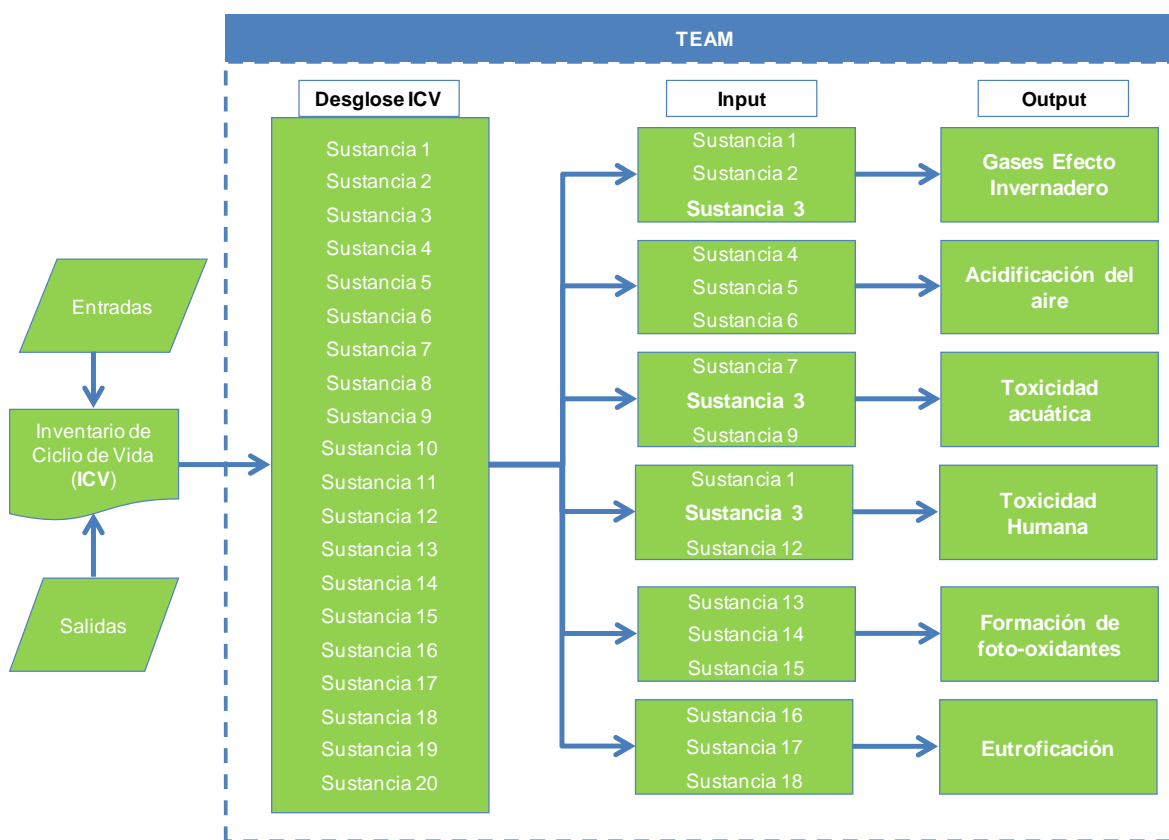 TEAM
Desglose ICV
Input
Output
Entradas
Inventario de
Ciclio de Vida
(ICV)
Salidas
Sustancia 1
Sustancia 2
Sustancia 3
Sustancia 4
Sustancia 5
Sustancia 6
Sustancia 7
Sustancia 8
Sustancia 9
Sustancia 10
Sustancia 11
Sustancia 12
Sustancia 13
Sustancia 14
Sustancia 15
Sustancia 16
Sustancia 17
Sustancia 18
Sustancia 19
Sustancia 20
Sustancia 1
Sustancia 2
Sustancia 3
Gases Efecto
Invernadero
Sustancia 4
Sustancia 5
Sustancia 6
Acidificación del
aire
Sustancia 7
Sustancia 3
Sustancia 9
Toxicidad
acuática
Sustancia 1
Sustancia 3
Sustancia 12
Toxicidad
Humana
Sustancia 13
Sustancia 14
Sustancia 15
Formación de
foto-oxidantes
Sustancia 16
Sustancia 17
Sustancia 18
Eutroficación